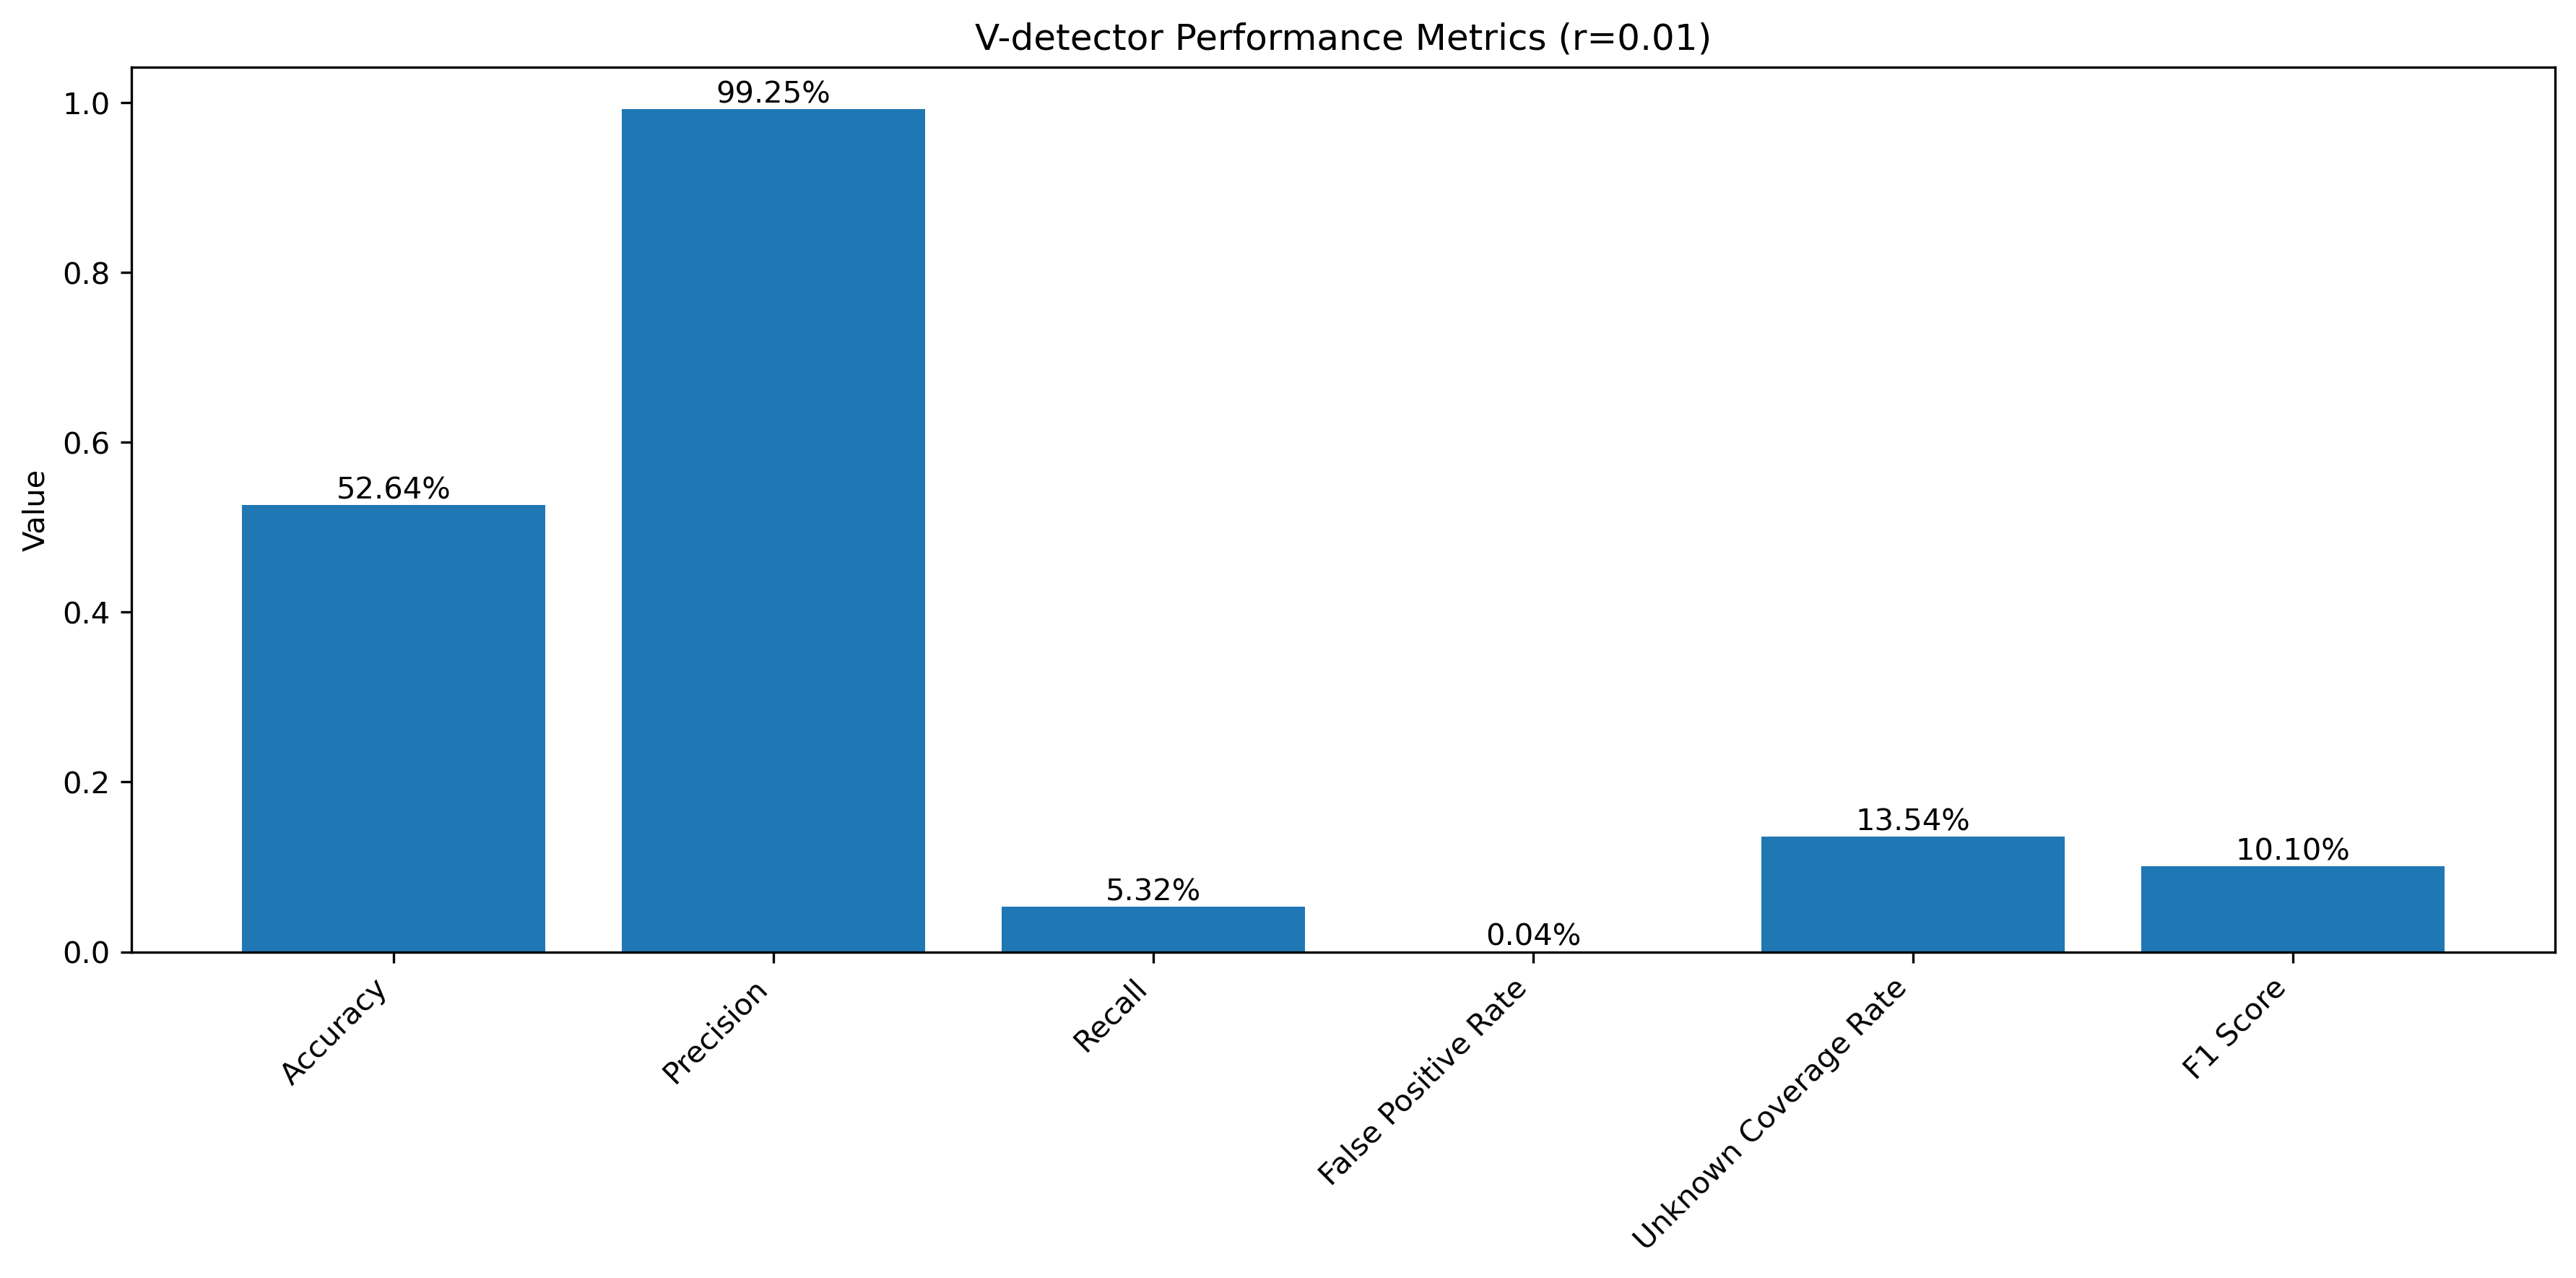 V-detector Performance Metrics (r=0.01)
Value
1.0
0.8
0.6
0.4
0.2
0.0
52.64%
99.25%
5.32%
0.04%
13.54%
10.10%
Accuracy
Precision
Recall
False Positive Rate
Unknown Coverage Rate
F1 Score